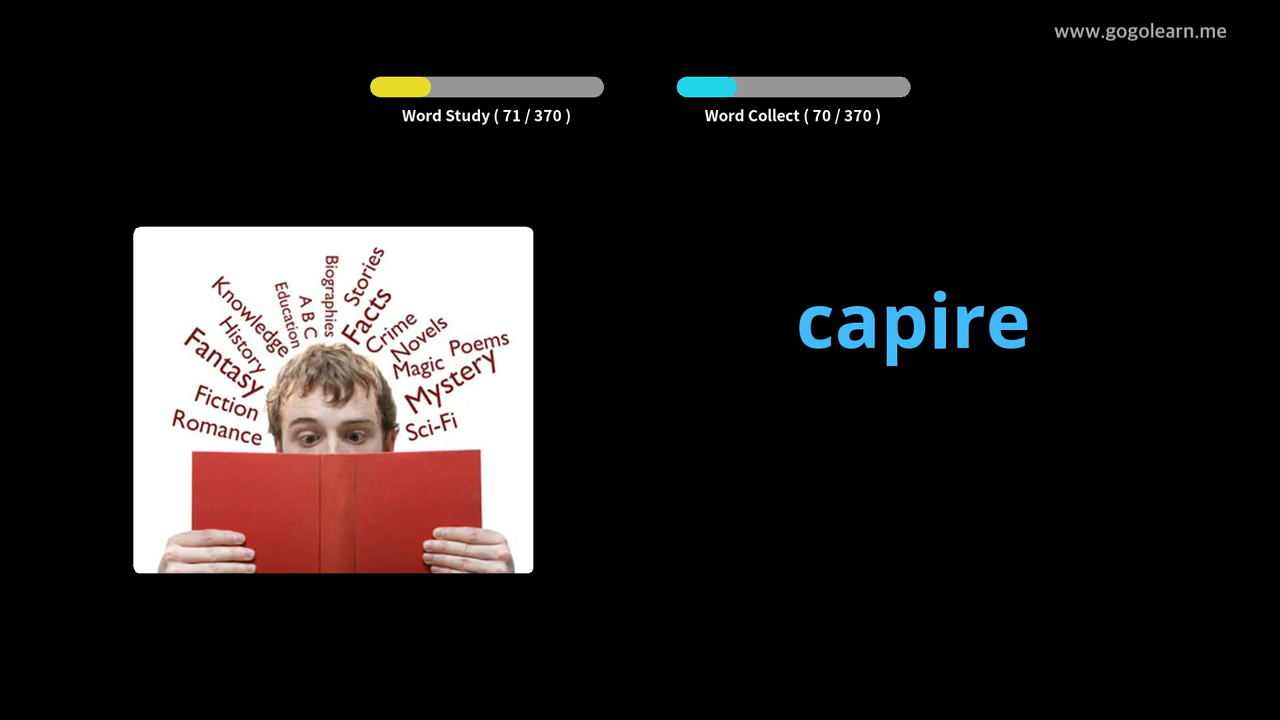 www.gogolearn.me
Word Study ( 71 / 370 )
Word Collect ( 70 / 370 )
capire
Biographies
Stories
Education
A B C
Facts
Knowledge
Crime
History
Novels
Poems
Fantasy
Magic
Mystery
Fiction
Romance
Sci-Fi